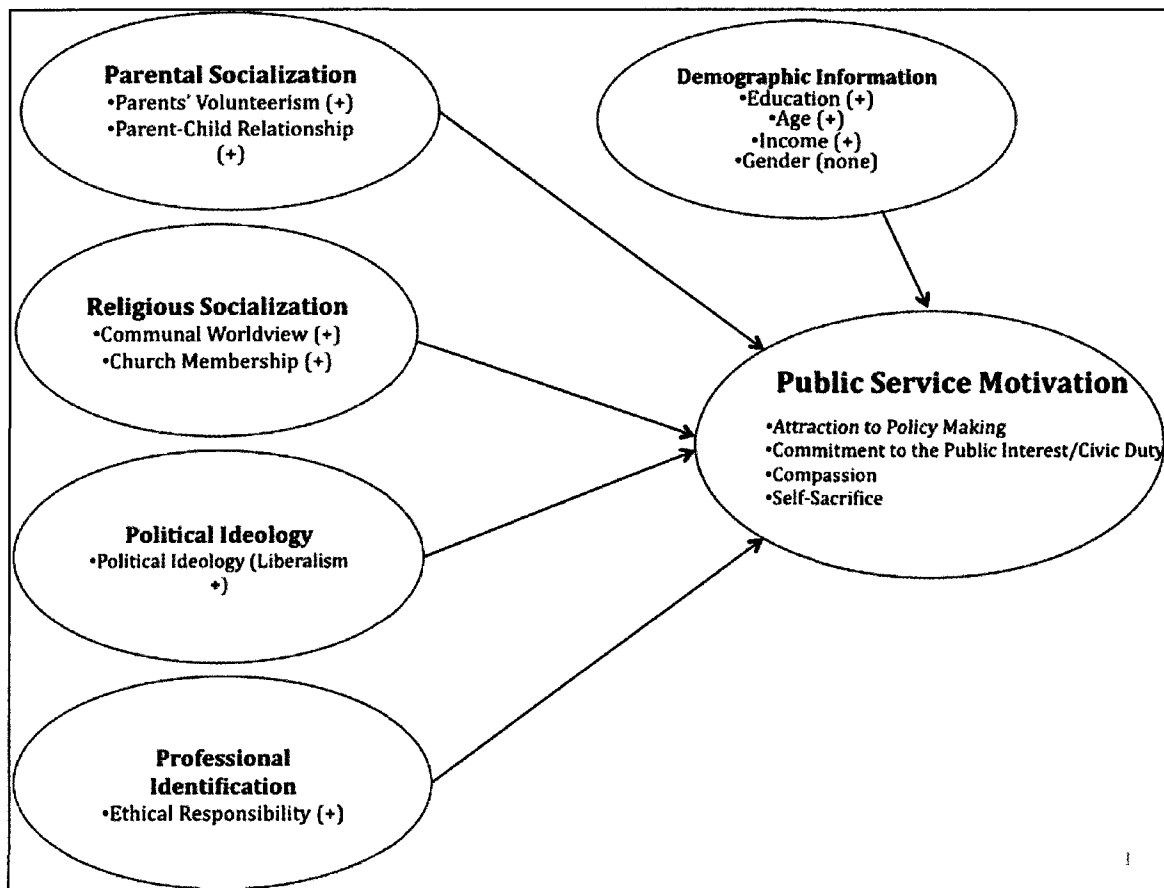 Parental Socialization
•Parents' Volunteerism (+)
•Parent-Child Relationship
(+)
Demographic Information
•Education (+)
•Age (+)
•Income (+)
•Gender (none)
Religious Socialization
•Communal Worldview (+)
•Church Membership (+)
Public Service Motivation
•Attraction to Policy Making
•Commitment to the Public Interest/Civic Duty
•Compassion
•Self-Sacrifice
Political Ideology
•Political Ideology (Liberalism
+)
Professional
Identification
•Ethical Responsibility (+)